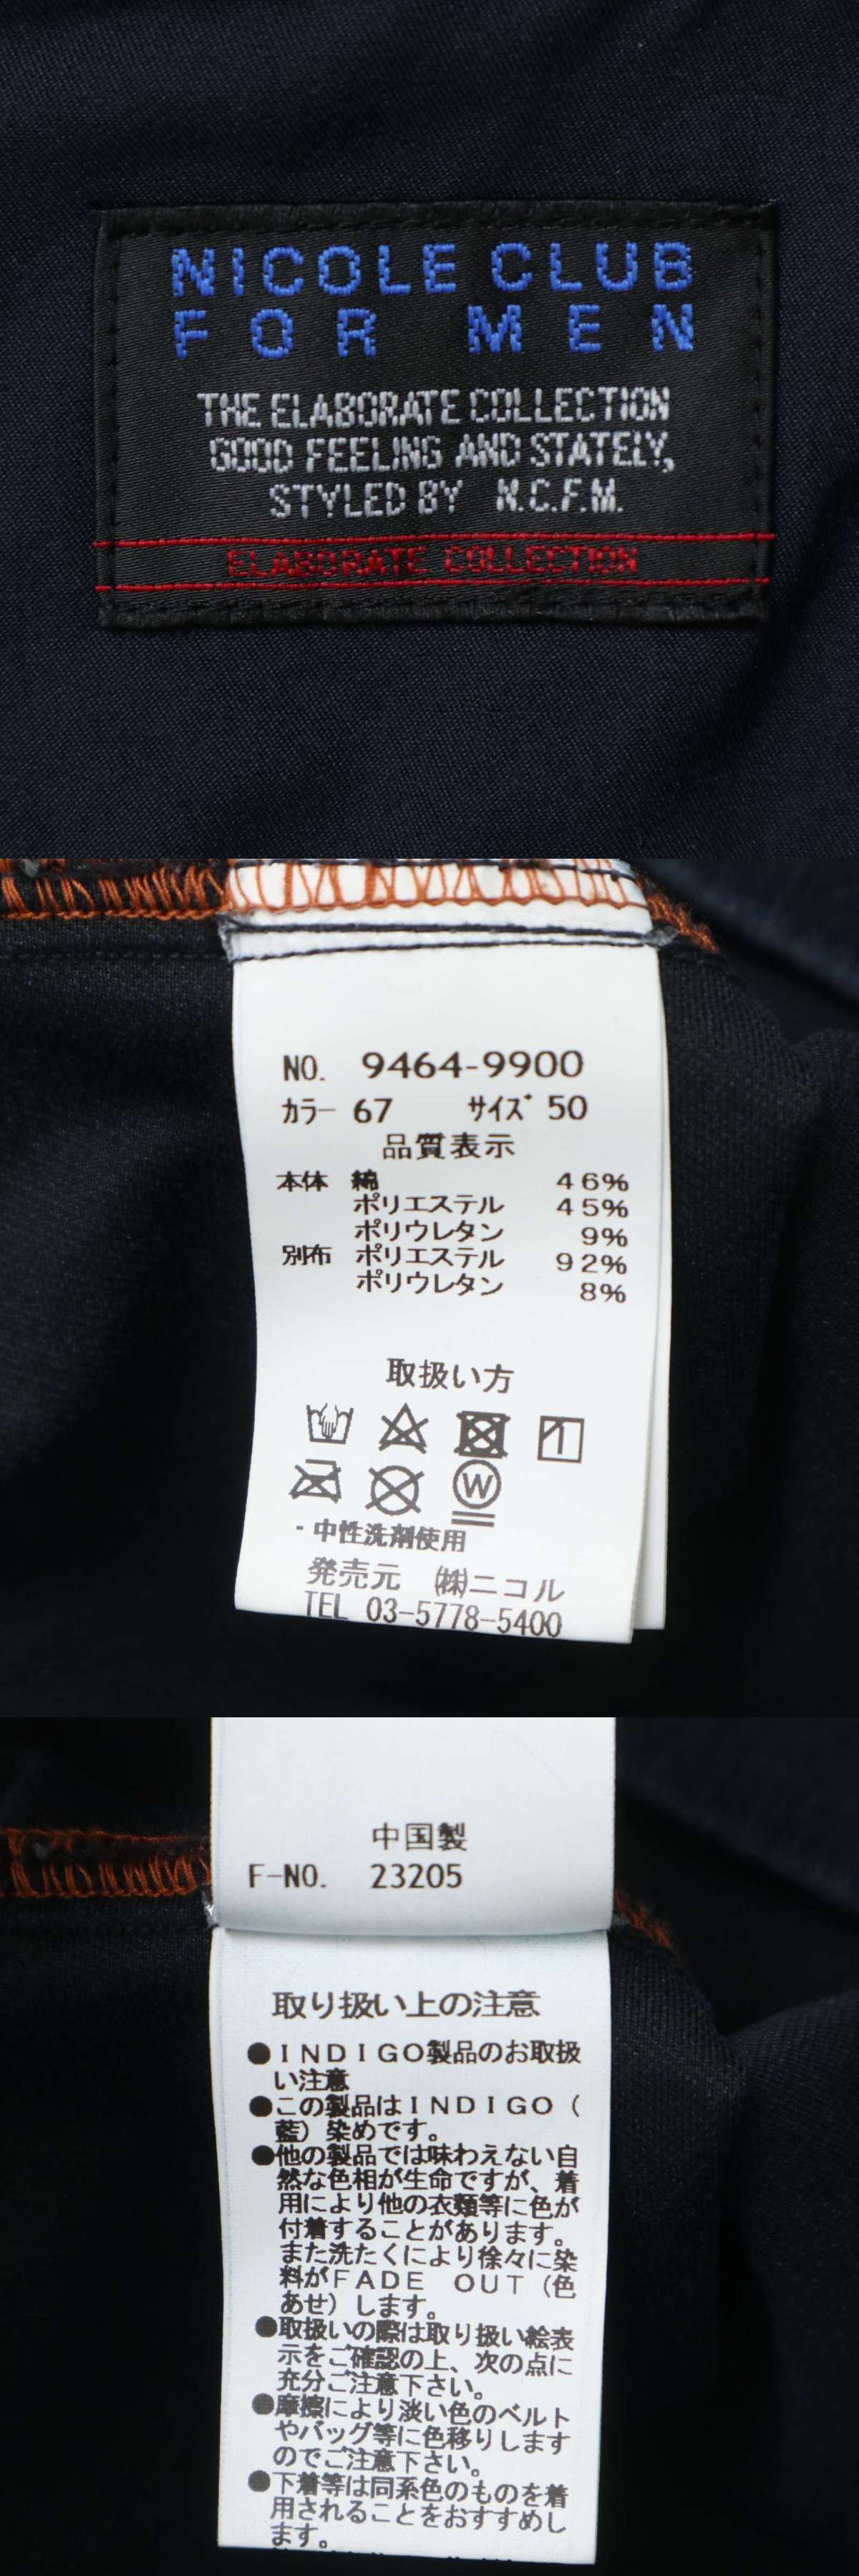 NICOLE CLUB
FOR MEN
THE ELABORATE COLLECTION
GOOD FEELING AND STATELY,
STYLED BY N.C.F.M.
ELABORATE COLLECTION
NO. 9464-9900
カラー 67 サイズ 50
品質表示
本体 綿 46%
ポリエステル 45%
ポリウレタン 9%
別布 ポリエステル 92%
ポリウレタン 8%
取扱い方
W
・中性洗剤使用
発売元 ㈱ニコル
TEL 03-5778-5400
中国製
F-NO. 23205
取り扱い上の注意
●INDIGO製品のお取扱
い注意
●この製品はINDIGO（
藍）染めです。
●他の製品では味わえない自
然な色相が生命ですが、着
用により他の衣類等に色が
付着することがあります。
また洗たくにより徐々に染
料がFADE OUT（色
あせ）します。
●取扱いの際は取り扱い絵表
示をご確認の上、次の点に
充分ご注意下さい。
●摩擦により淡い色のベルト
やバッグ等に色移りします
のでご注意下さい。
●下着等は同系色のものを着
用されることをおすすめし
ます。